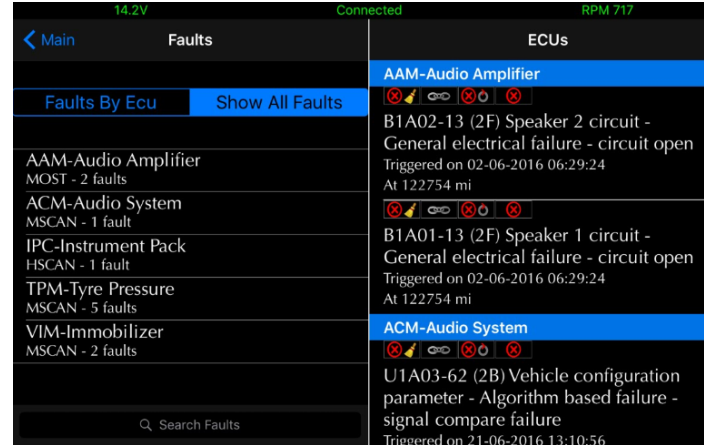 14.2V
Connected
RPM 717
Main
Faults
ECUs
Faults By Ecu
Show All Faults
AAM-Audio Amplifier
MOST - 2 faults
ACM-Audio System
MSCAN - 1 fault
IPC-Instrument Pack
HSCAN - 1 fault
TPM-Tyre Pressure
MSCAN - 5 faults
VIM-Immobilizer
MSCAN - 2 faults
Search Faults
AAM-Audio Amplifier
B1A02-13 (2F) Speaker 2 circuit -
General electrical failure - circuit open
Triggered on 02-06-2016 06:29:24
At 122754 mi
B1A01-13 (2F) Speaker 1 circuit -
General electrical failure - circuit open
Triggered on 02-06-2016 06:29:24
At 122754 mi
ACM-Audio System
U1A03-62 (2B) Vehicle configuration
parameter - Algorithm based failure -
signal compare failure
Triggered on 21-06-2016 13:10:56